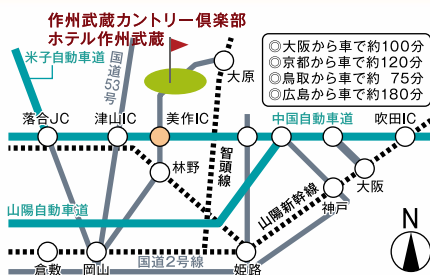 作州武蔵カントリー倶楽部
ホテル作州武蔵
米子自動車道
国道53号
大原
◎大阪から車で約100分
◎京都から車で約120分
◎鳥取から車で約 75分
◎広島から車で約180分
落合JC
津山IC
美作IC
中国自動車道
吹田IC
林野
智頭線
大阪
山陽自動車道
山陽新幹線
神戸
N
国道2号線
倉敷
岡山
姫路